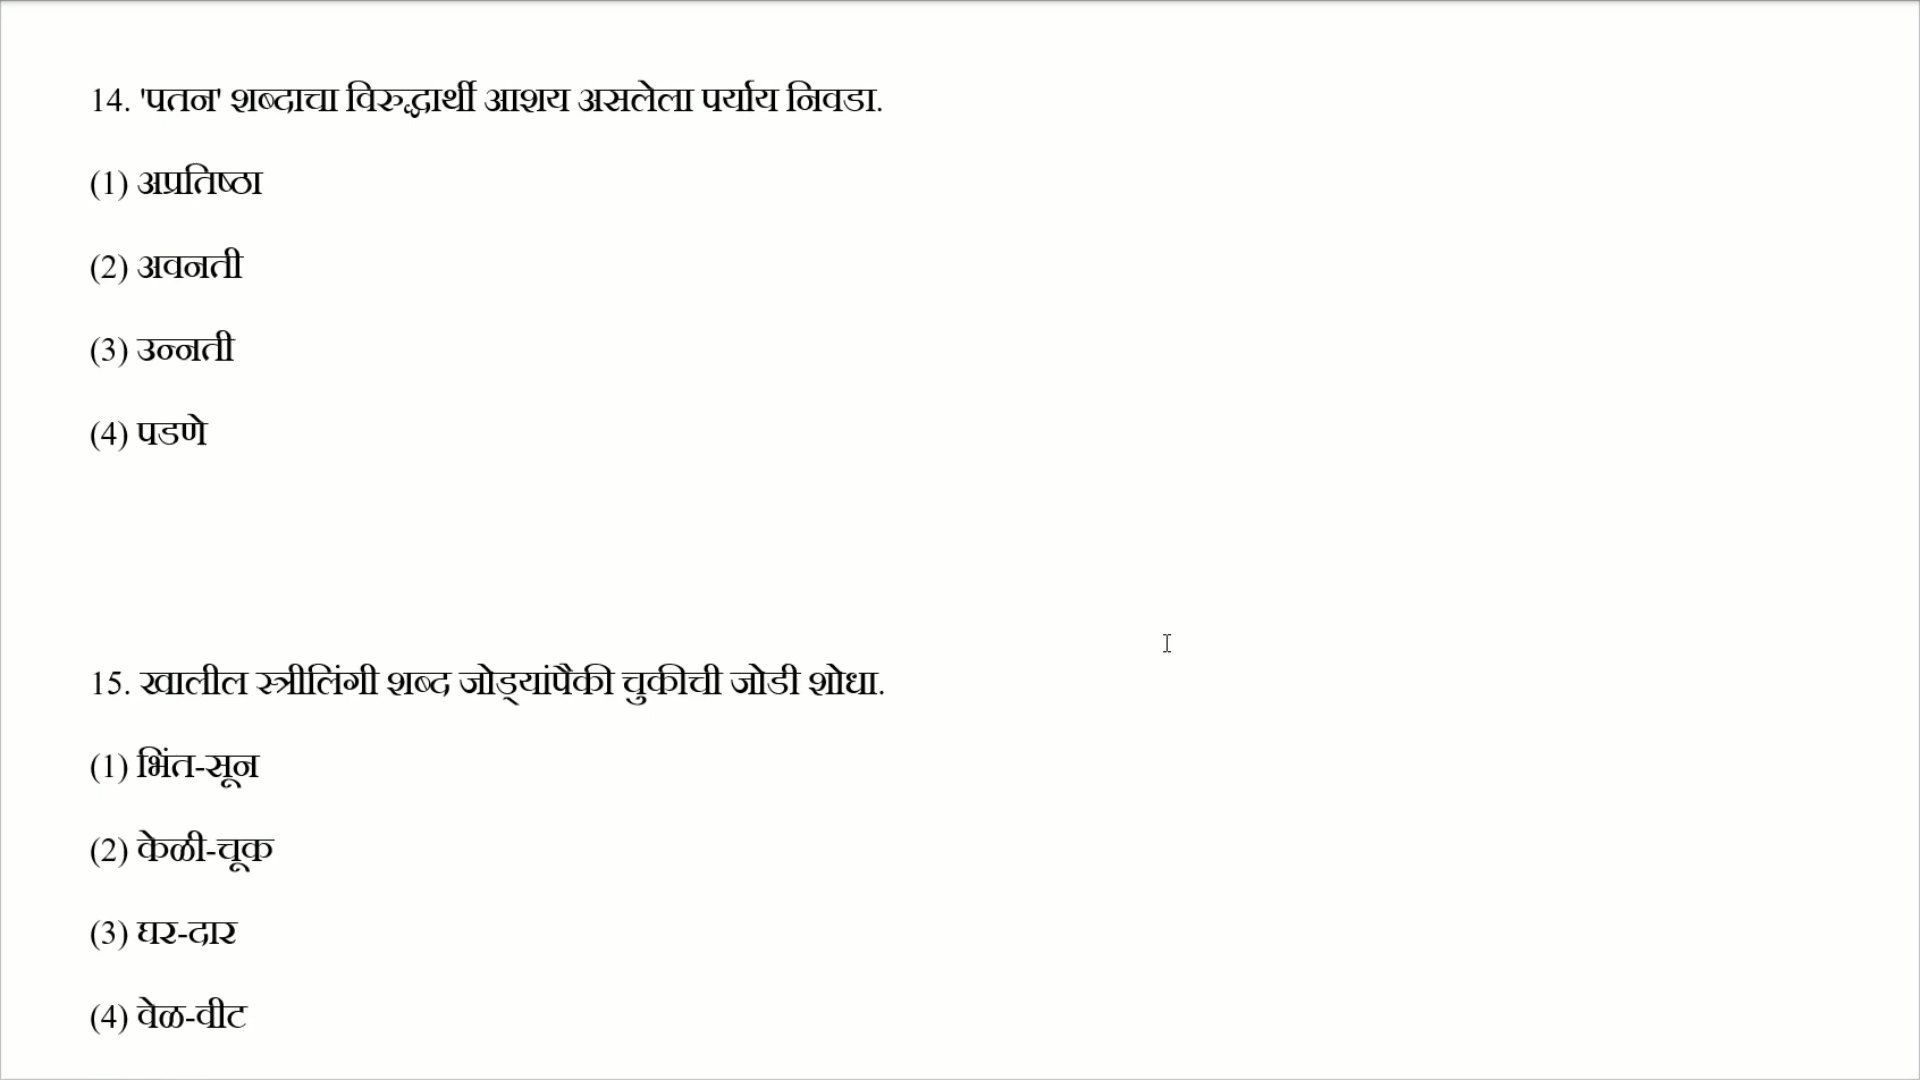 14. 'पतन' शब्दाचा विरुद्धार्थी आशय असलेला पर्याय निवडा.
(1) अप्रतिष्ठा
(2) अवनती
(3) उन्नती
(4) पडणे
15. खालील स्त्रीलिंगी शब्द जोड्यांपैकी चुकीची जोडी शोधा.
(1) भिंत-सून
(2) केळी-चूक
(3) घर-दार
(4) वेळ-वीट